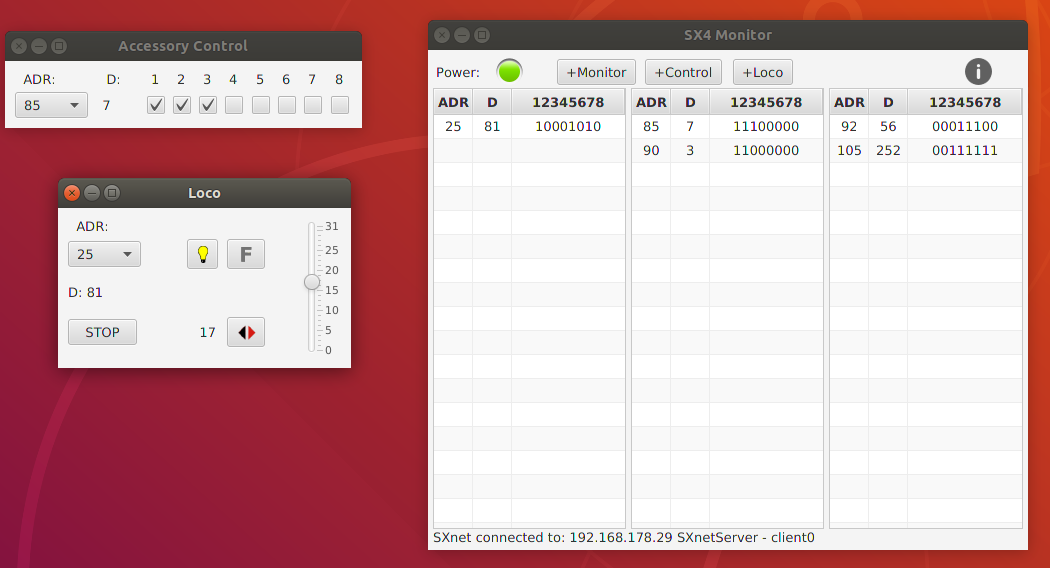 Accessory Control
ADR: D: 1 2 3 4 5 6 7 8
85 7
Loco
ADR:
25 F
D: 81
STOP 17
31
25
20
15
10
5
0
SX4 Monitor
Power: +Monitor +Control +Loco i
ADR D 12345678 ADR D 12345678 ADR D 12345678
25 81 10001010 85 7 11100000 92 56 00011100
90 3 11000000 105 252 00111111
SXnet connected to: 192.168.178.29 SXnetServer - client0